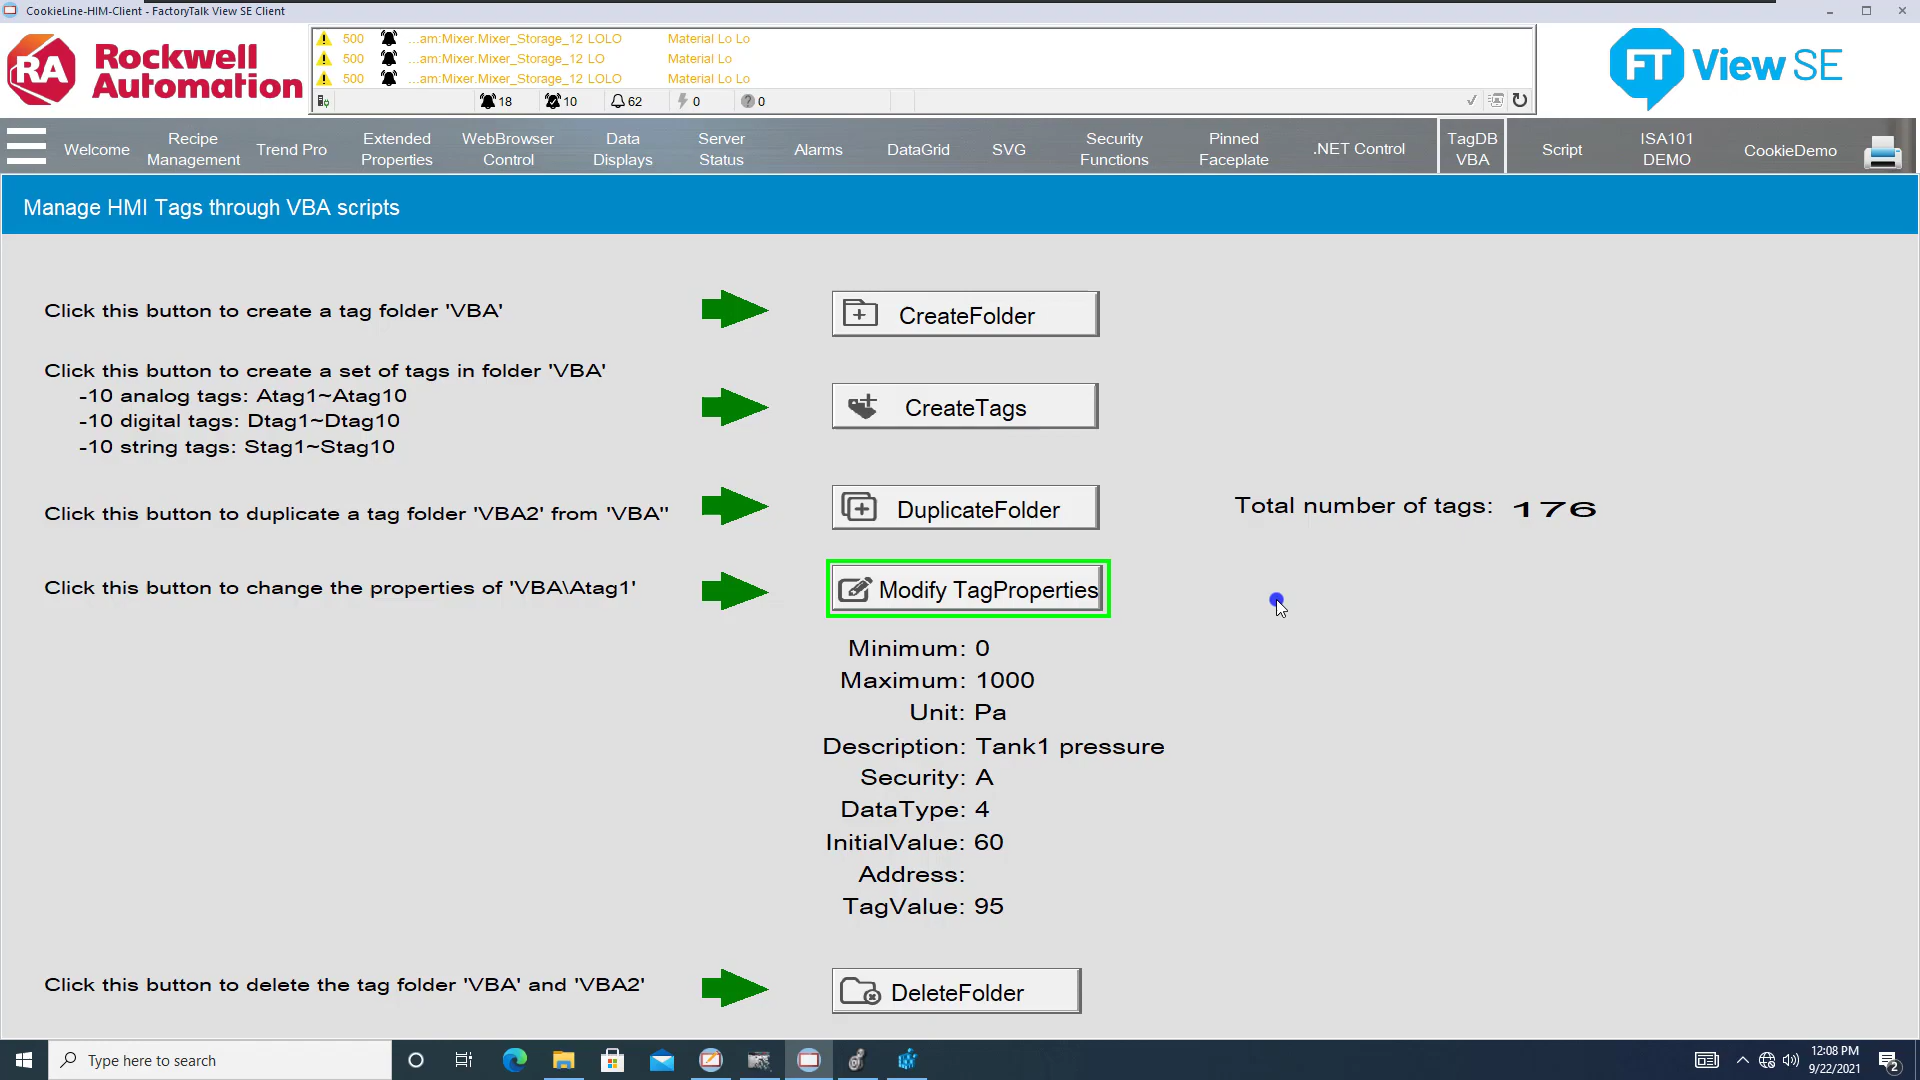 CookieLine-HIM-Client - FactoryTalk View SE Client
RA Rockwell Automation
500 ...am:Mixer.Mixer_Storage_12 LOLO Material Lo Lo
500 ...am:Mixer.Mixer_Storage_12 LO Material Lo
500 ...am:Mixer.Mixer_Storage_12 LOLO Material Lo Lo
18 10 62 0 0
FT View SE
Welcome
Recipe Management
Trend Pro
Extended Properties
WebBrowser Control
Data Displays
Server Status
Alarms
DataGrid
SVG
Security Functions
Pinned Faceplate
.NET Control
TagDB VBA
Script
ISA101 DEMO
CookieDemo
Manage HMI Tags through VBA scripts
Click this button to create a tag folder 'VBA'
CreateFolder
Click this button to create a set of tags in folder 'VBA'
-10 analog tags: Atag1~Atag10
-10 digital tags: Dtag1~Dtag10
-10 string tags: Stag1~Stag10
CreateTags
Click this button to duplicate a tag folder 'VBA2' from 'VBA''
DuplicateFolder
Total number of tags: 176
Click this button to change the properties of 'VBA\Atag1'
Modify TagProperties
Minimum: 0
Maximum: 1000
Unit: Pa
Description: Tank1 pressure
Security: A
DataType: 4
InitialValue: 60
Address:
TagValue: 95
Click this button to delete the tag folder 'VBA' and 'VBA2'
DeleteFolder
Type here to search
12:08 PM
9/22/2021
2